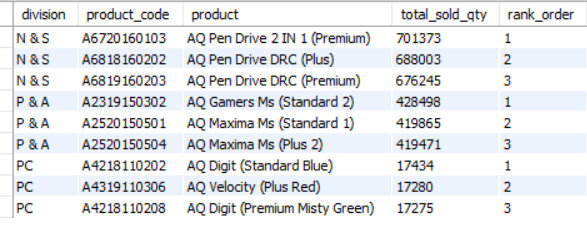 division product_code product total_sold_qty rank_order
N & S A6720160103 AQ Pen Drive 2 IN 1 (Premium) 701373 1
N & S A6818160202 AQ Pen Drive DRC (Plus) 688003 2
N & S A6819160203 AQ Pen Drive DRC (Premium) 676245 3
P & A A2319150302 AQ Gamers Ms (Standard 2) 428498 1
P & A A2520150501 AQ Maxima Ms (Standard 1) 419865 2
P & A A2520150504 AQ Maxima Ms (Plus 2) 419471 3
PC A4218110202 AQ Digit (Standard Blue) 17434 1
PC A4319110306 AQ Velocity (Plus Red) 17280 2
PC A4218110208 AQ Digit (Premium Misty Green) 17275 3